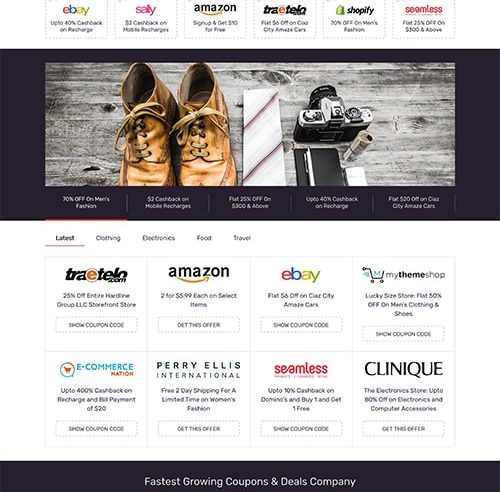 ebay sally amazon traetelo shopify seamless
Upto 40% Cashback on Recharge
$2 Cashback on Mobile Recharges
Signup & Get $10 for Free
Flat $6 Off on Ciaz City Amaze Cars
70% OFF On Men's Fashion
Flat 25% OFF On $300 & Above
70% OFF On Men's Fashion
$2 Cashback on Mobile Recharges
Flat 25% OFF On $300 & Above
Upto 40% Cashback on Recharge
Flat $20 Off on Ciaz City Amaze Cars
Latest Clothing Electronics Food Travel
traetelo.com
25% Off Entire Hardline
Group LLC Storefront Store
SHOW COUPON CODE
amazon
2 for $5.99 Each on Select
Items
GET THIS OFFER
ebay
Flat $6 Off on Ciaz City
Amaze Cars
SHOW COUPON CODE
mythemeshop
Lucky Size Store: Flat 50%
OFF On Men's Clothing &
Shoes
SHOW COUPON CODE
E-COMMERCE
NATION
Upto 400% Cashback on
Recharge and Bill Payment
of $20
SHOW COUPON CODE
PERRY ELLIS
INTERNATIONAL
Free 2 Day Shipping For A
Limited Time on Women's
Fashion
GET THIS OFFER
seamless
Upto 10% Cashback on
Domino's and Buy 1 and Get
1 Free
SHOW COUPON CODE
CLINIQUE
The Electronics Store: Upto
80% Off on Electronics and
Computer Accessories
GET THIS OFFER
Fastest Growing Coupons & Deals Company